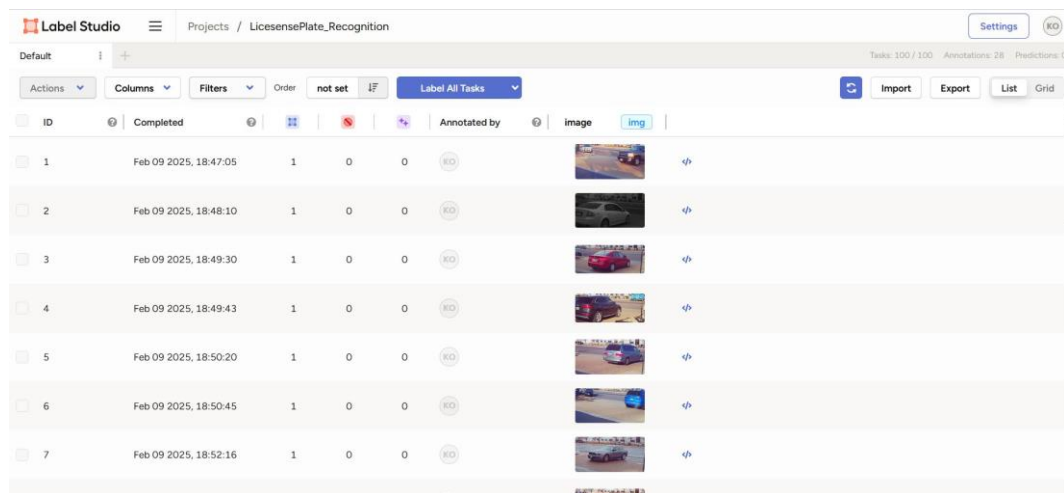 Label Studio Projects / LicesensePlate_Recognition Settings KO
Default Tasks: 100 / 100 Annotations: 28 Predictions: 0
Actions Columns Filters Order not set Label All Tasks Import Export List Grid
ID Completed Annotated by image img
1 Feb 09 2025, 18:47:05 1 0 0 KO </>
2 Feb 09 2025, 18:48:10 1 0 0 KO </>
3 Feb 09 2025, 18:49:30 1 0 0 KO </>
4 Feb 09 2025, 18:49:43 1 0 0 KO </>
5 Feb 09 2025, 18:50:20 1 0 0 KO </>
6 Feb 09 2025, 18:50:45 1 0 0 KO </>
7 Feb 09 2025, 18:52:16 1 0 0 KO </>